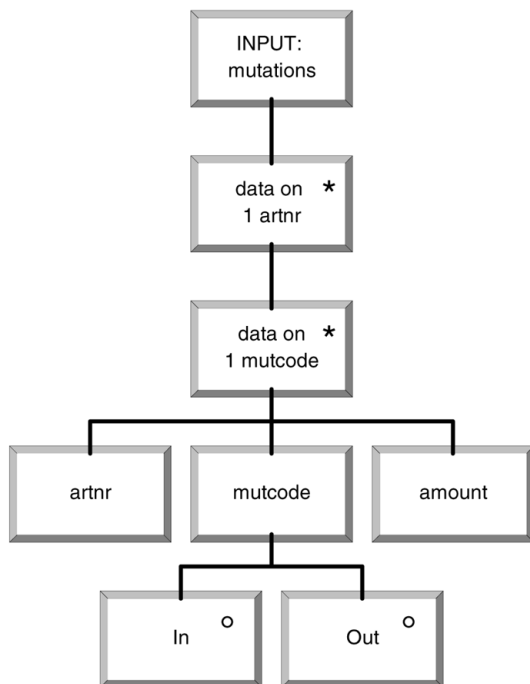 INPUT:
mutations
data on *
1 artnr
data on *
1 mutcode
artnr
mutcode
amount
In
Out